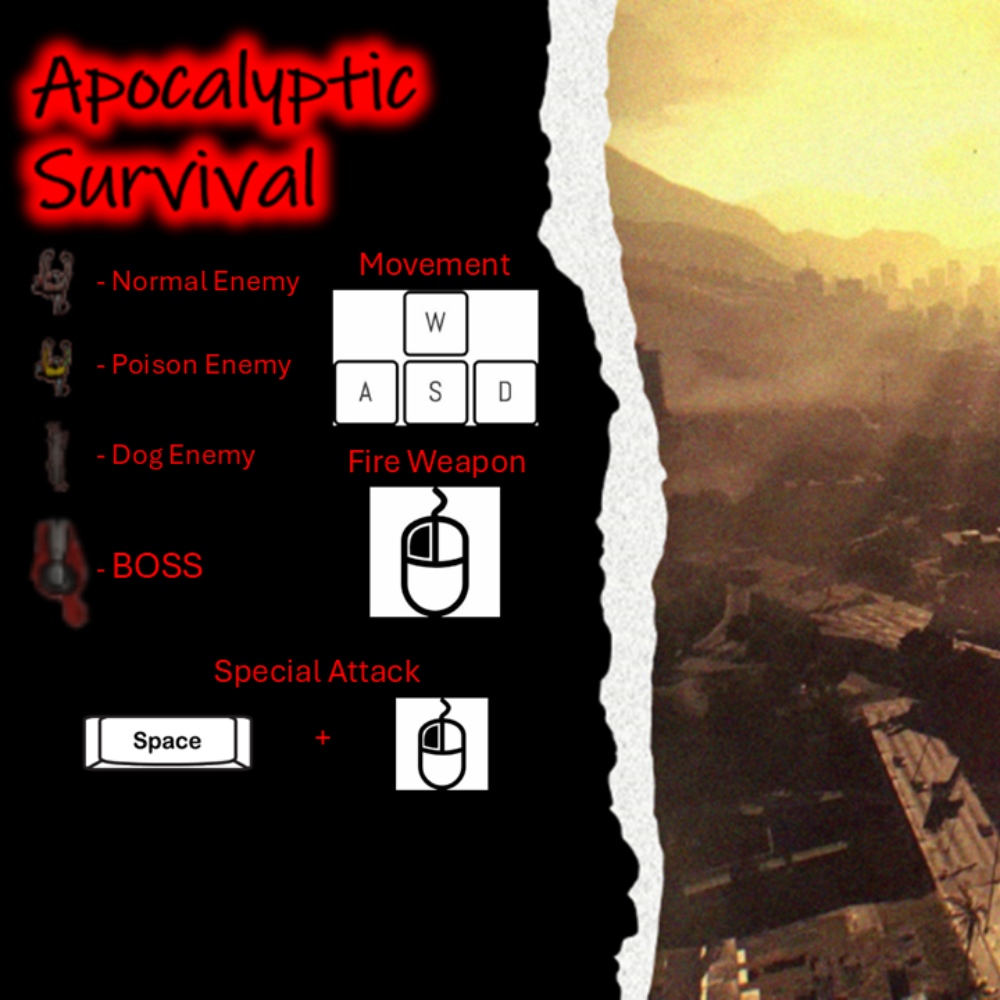 Apocalyptic
Survival
- Normal Enemy
- Poison Enemy
- Dog Enemy
- BOSS
Movement
W
A S D
Fire Weapon
Special Attack
Space
+